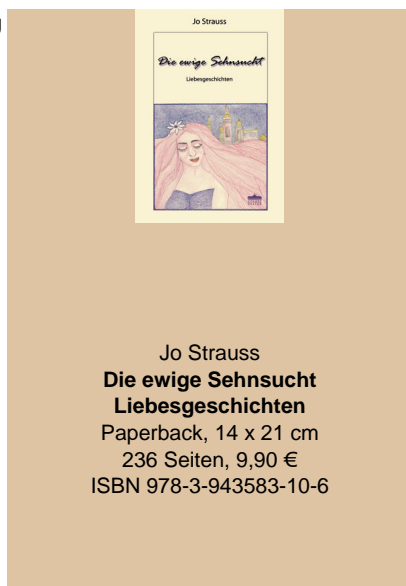 Jo Strauss
Die ewige Sehnsucht
Liebesgeschichten
Jo Strauss
Die ewige Sehnsucht
Liebesgeschichten
Paperback, 14 x 21 cm
236 Seiten, 9,90 €
ISBN 978-3-943583-10-6